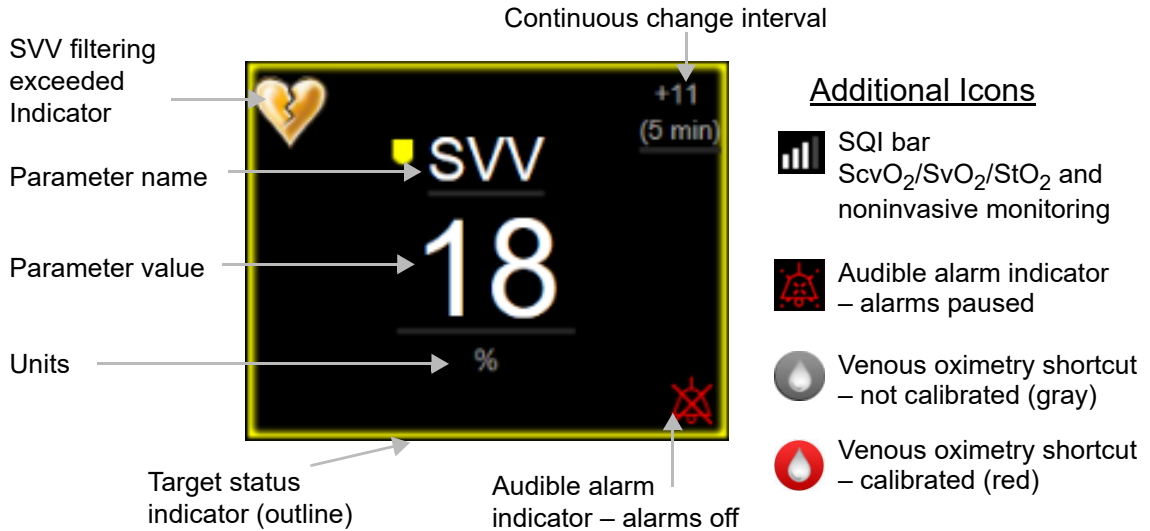 Continuous change interval
SVV filtering
exceeded
Indicator
+11
(5 min)
SVV
Parameter name
18
Parameter value
%
Units
Target status
indicator (outline)
Audible alarm
indicator – alarms off
Additional Icons
SQI bar
ScvO₂/SvO₂/StO₂ and
noninvasive monitoring
Audible alarm indicator
– alarms paused
Venous oximetry shortcut
– not calibrated (gray)
Venous oximetry shortcut
– calibrated (red)